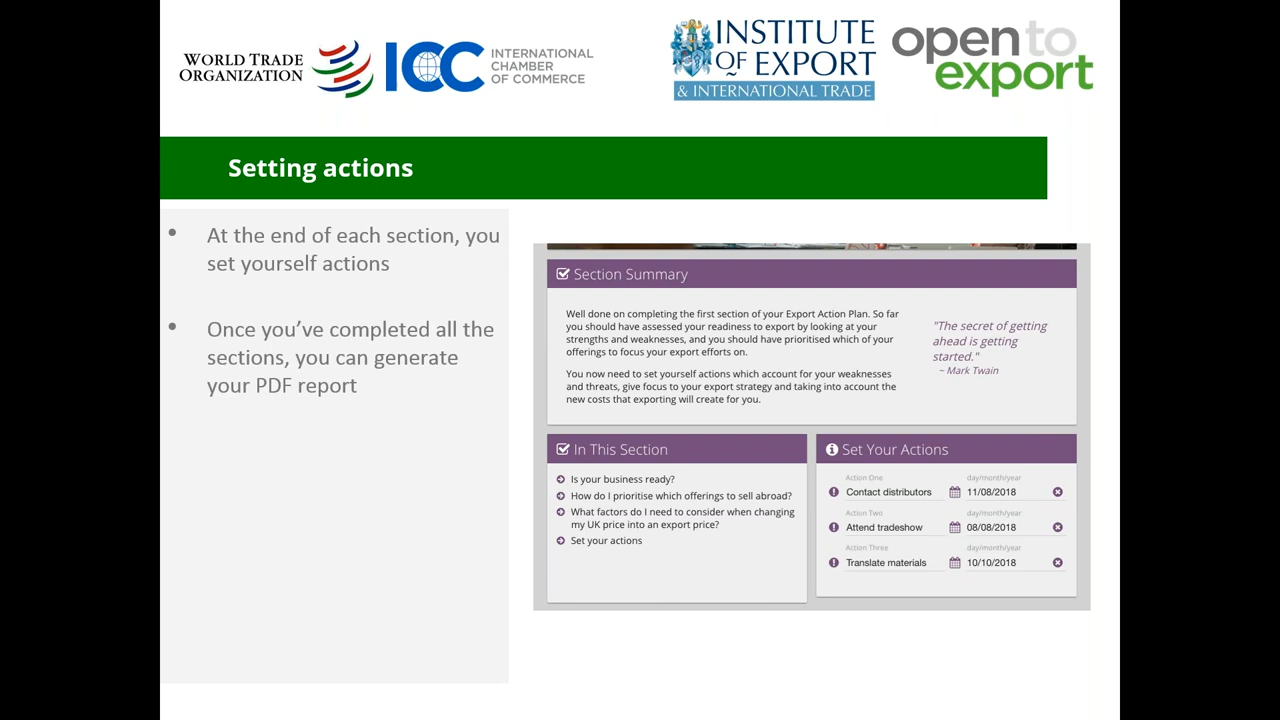 WORLD TRADE
ORGANIZATION
ICC
INTERNATIONAL
CHAMBER
OF COMMERCE
INSTITUTE
OF EXPORT
& INTERNATIONAL TRADE
open to
export
Setting actions
• At the end of each section, you
set yourself actions
• Once you’ve completed all the
sections, you can generate
your PDF report
Section Summary
Well done on completing the first section of your Export Action Plan. So far
you should have assessed your readiness to export by looking at your
strengths and weaknesses, and you should have prioritised which of your
offerings to focus your export efforts on.
You now need to set yourself actions which account for your weaknesses
and threats, give focus to your export strategy and taking into account the
new costs that exporting will create for you.
"The secret of getting
ahead is getting
started."
~ Mark Twain
In This Section
Is your business ready?
How do I prioritise which offerings to sell abroad?
What factors do I need to consider when changing
my UK price into an export price?
Set your actions
Set Your Actions
Action One day/month/year
Contact distributors 11/08/2018
Action Two day/month/year
Attend tradeshow 08/08/2018
Action Three day/month/year
Translate materials 10/10/2018